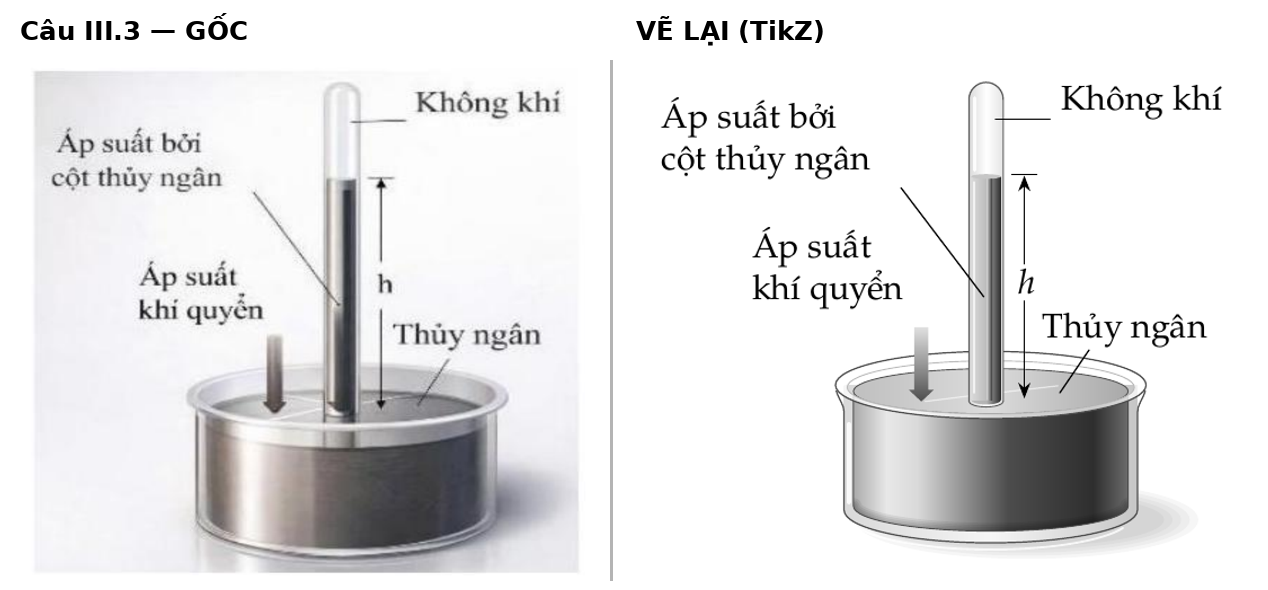 Câu III.3 — GỐC
Không khí
Áp suất bởi
cột thủy ngân
Áp suất
khí quyển
h
Thủy ngân
VẼ LẠI (TikZ)
Không khí
Áp suất bởi
cột thủy ngân
Áp suất
khí quyển
h
Thủy ngân